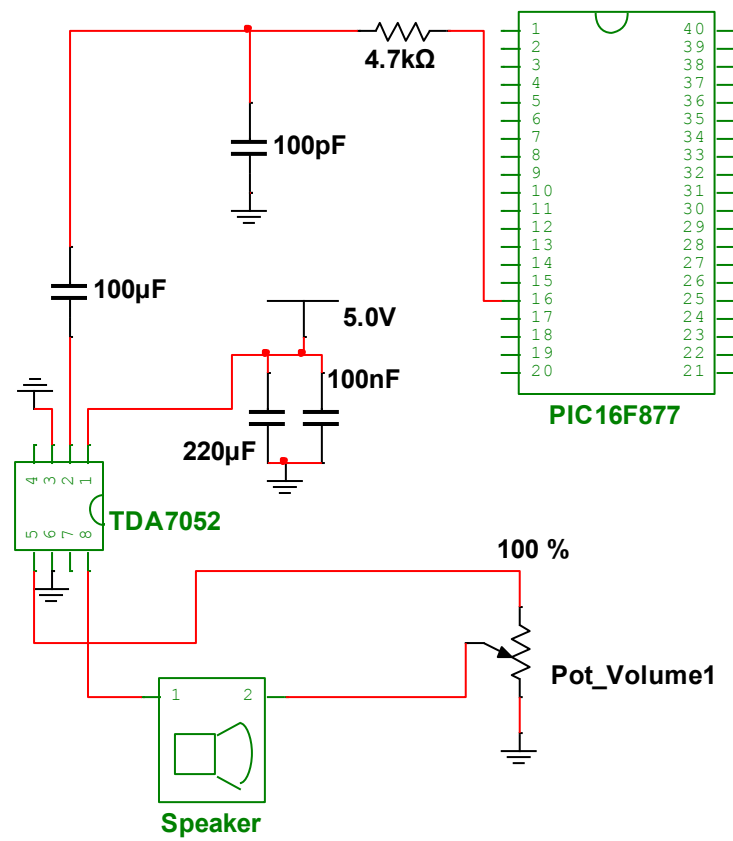 4.7kΩ
100pF
100µF
5.0V
100nF
220µF
1 40
2 39
3 38
4 37
5 36
6 35
7 34
8 33
9 32
10 31
11 30
12 29
13 28
14 27
15 26
16 25
17 24
18 23
19 22
20 21
PIC16F877
4 3 2 1
5 6 7 8
TDA7052
100 %
Pot_Volume1
1 2
Speaker